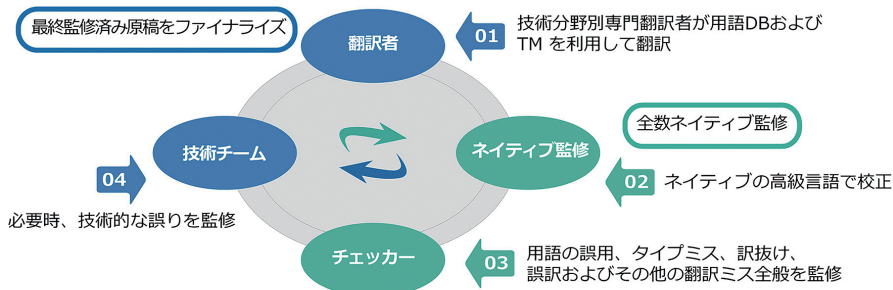 最終監修済み原稿をファイナライズ
翻訳者
01
技術分野別専門翻訳者が用語DBおよび
TM を利用して翻訳
全数ネイティブ監修
技術チーム
ネイティブ監修
04
02
ネイティブの高級言語で校正
必要時、技術的な誤りを監修
チェッカー
03
用語の誤用、タイプミス、訳抜け、
誤訳およびその他の翻訳ミス全般を監修